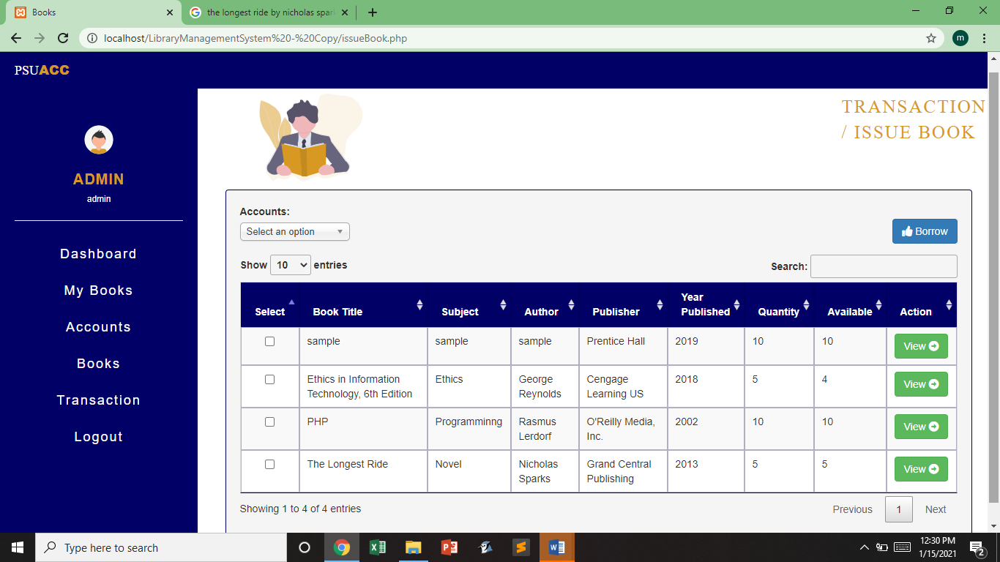 Books
the longest ride by nicholas spar
localhost/LibraryManagementSystem%20-%20Copy/issueBook.php
m
PSUACC
ADMIN
admin
Dashboard
My Books
Accounts
Books
Transaction
Logout
TRANSACTION
/ ISSUE BOOK
Accounts:
Select an option
Borrow
Show 10 entries
Search:
Select Book Title Subject Author Publisher Year Published Quantity Available Action
sample sample sample Prentice Hall 2019 10 10 View
Ethics in Information Technology, 6th Edition Ethics George Reynolds Cengage Learning US 2018 5 4 View
PHP Programminng Rasmus Lerdorf O'Reilly Media, Inc. 2002 10 10 View
The Longest Ride Novel Nicholas Sparks Grand Central Publishing 2013 5 5 View
Showing 1 to 4 of 4 entries
Previous 1 Next
Type here to search
12:30 PM
1/15/2021
2